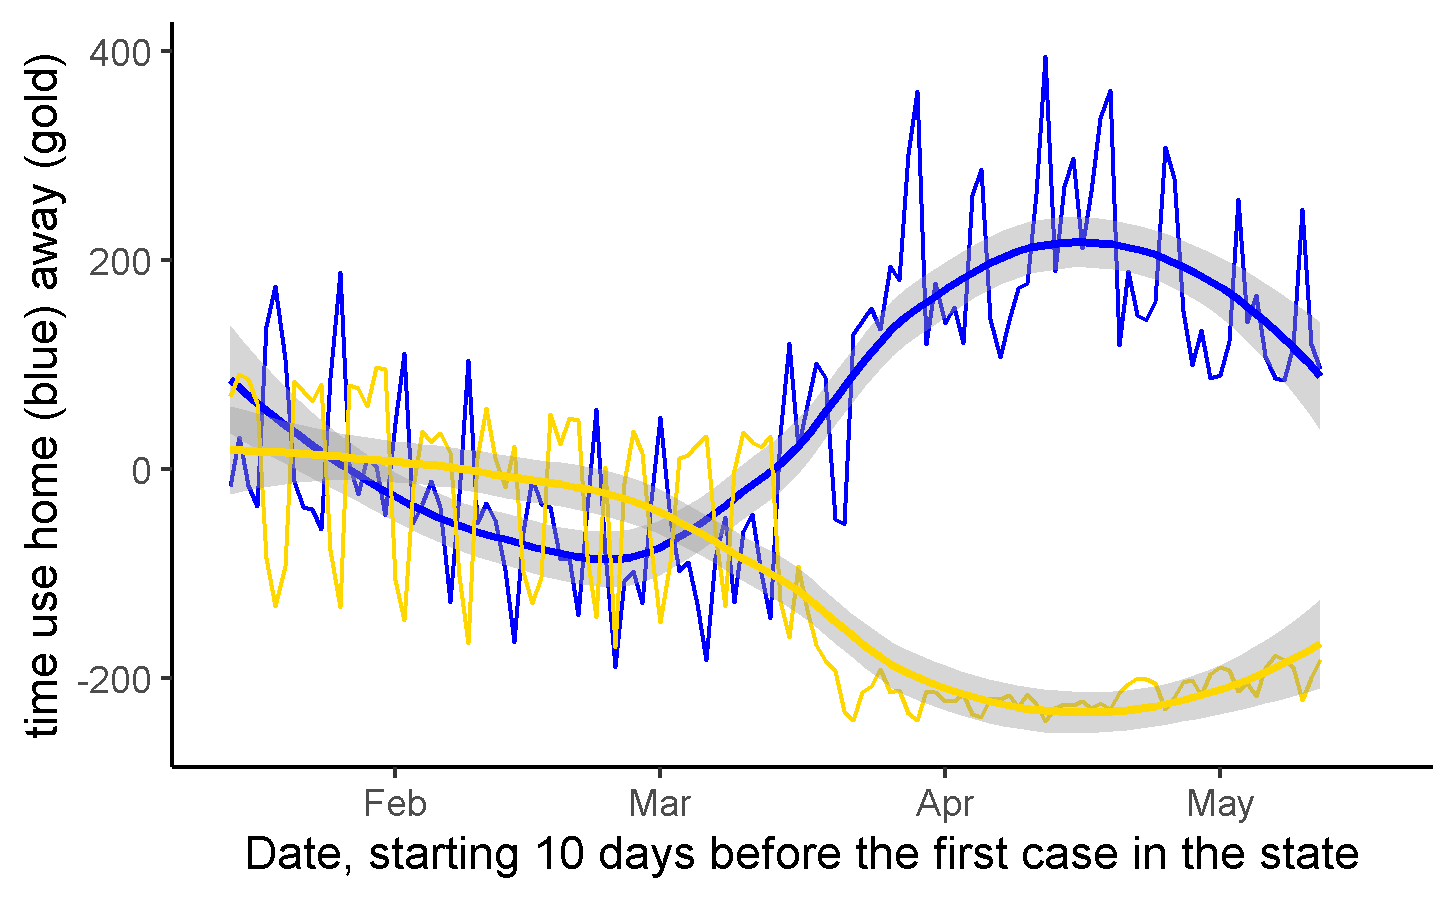 time use home (blue) away (gold)
400
200
0
-200
Feb Mar Apr May
Date, starting 10 days before the first case in the state